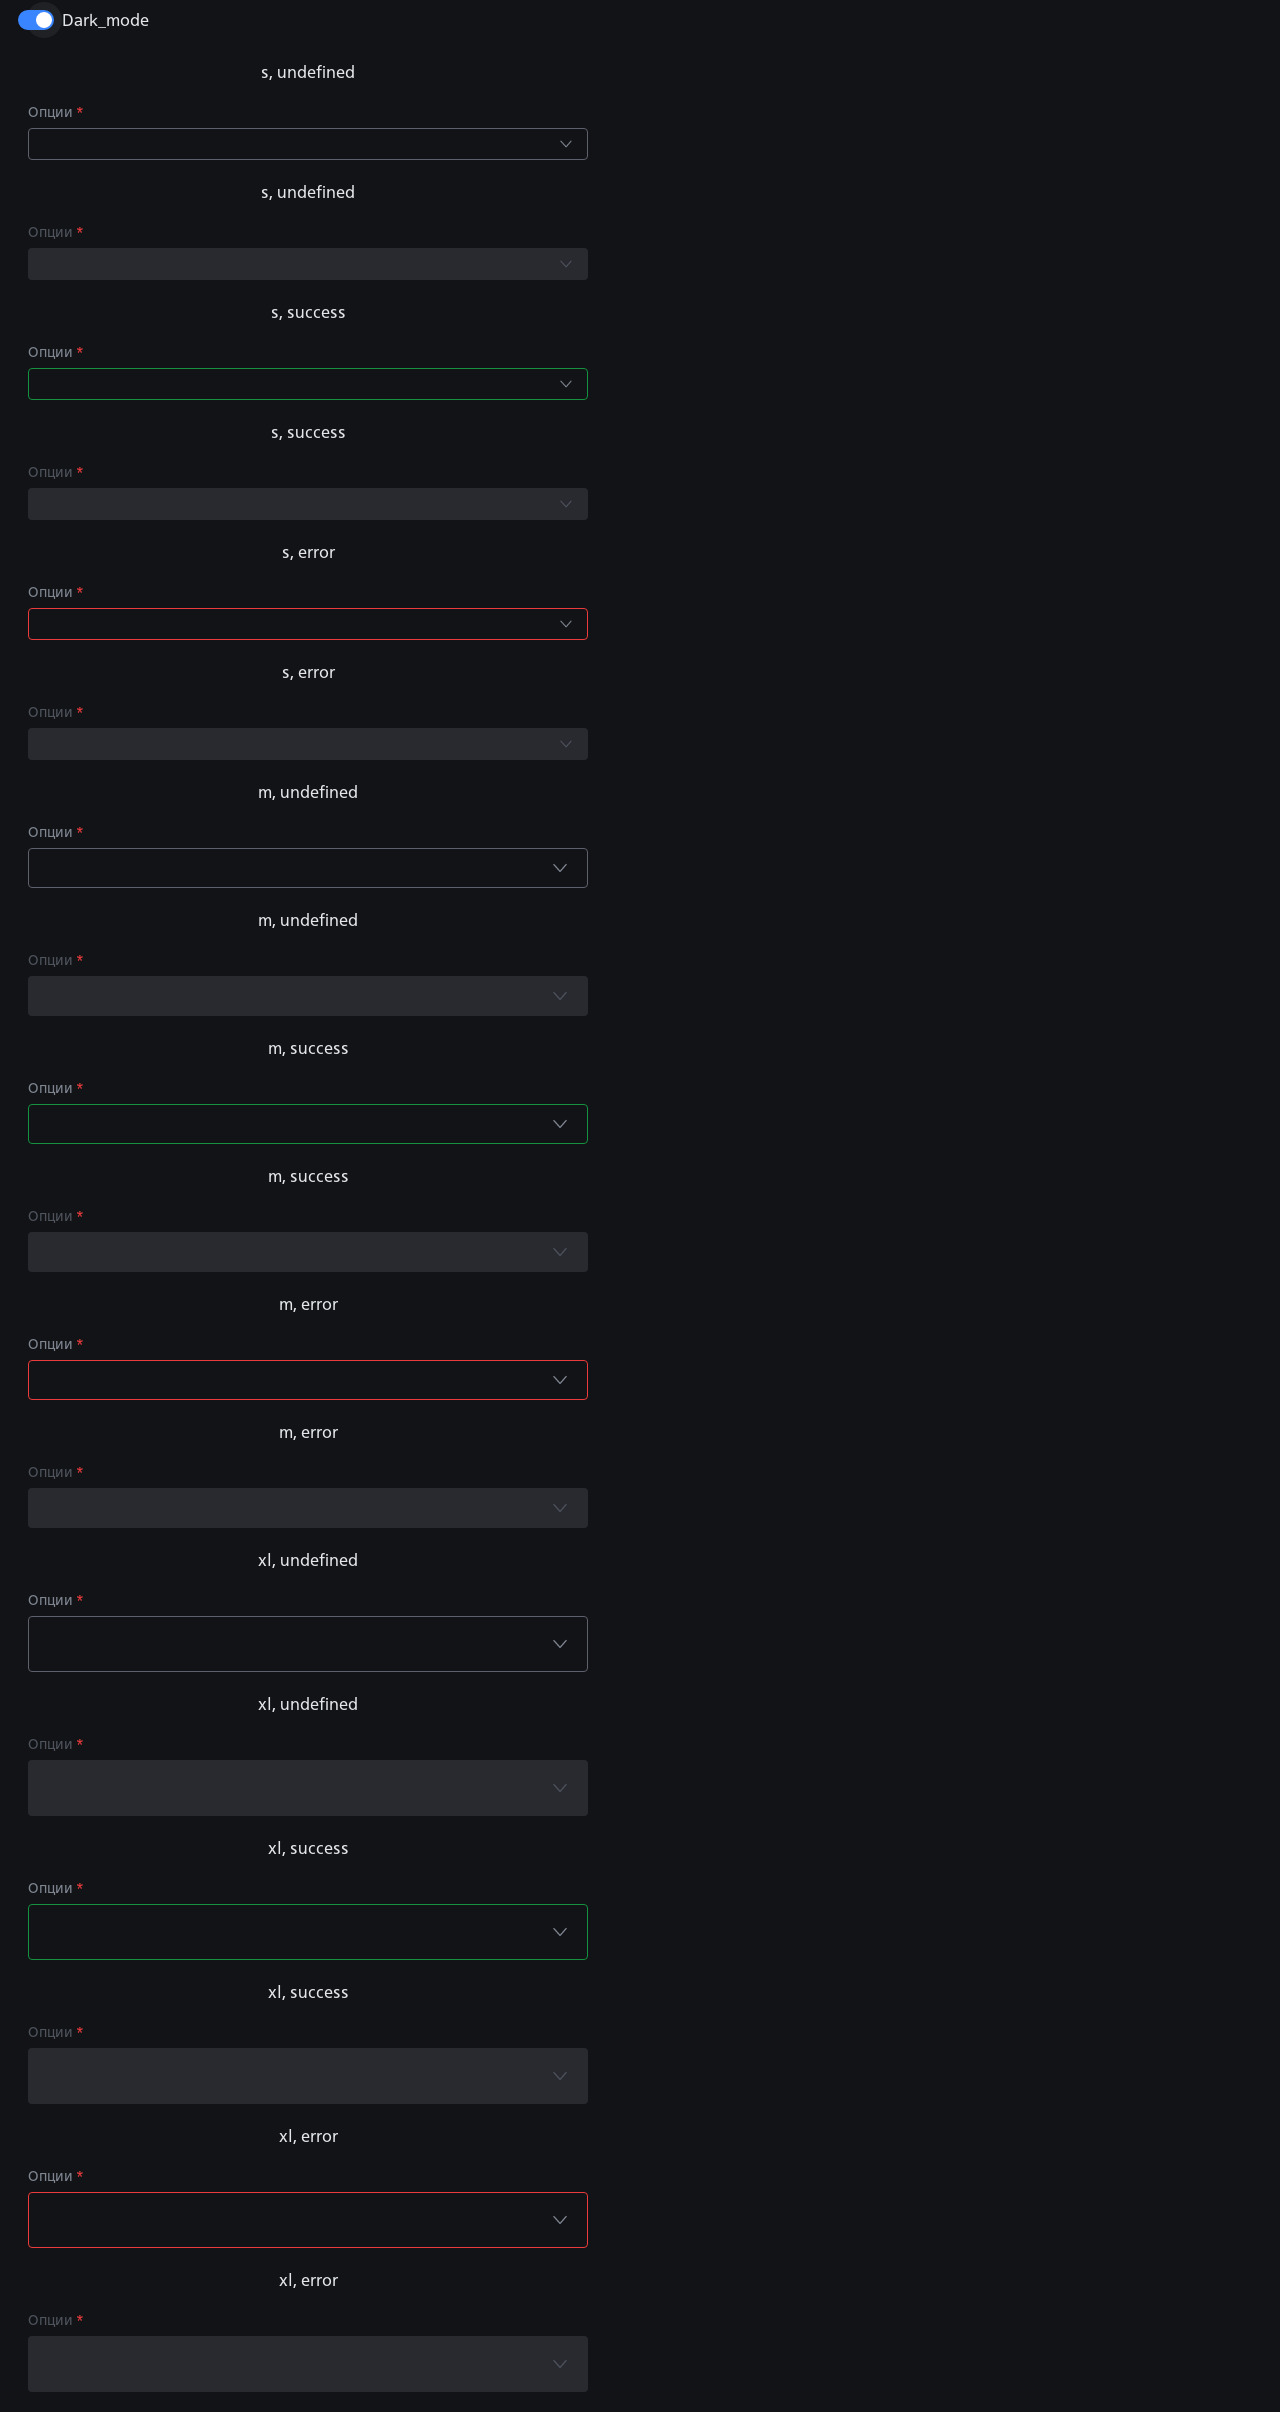 Dark_mode
s, undefined
Опции *
s, undefined
Опции *
s, success
Опции *
s, success
Опции *
s, error
Опции *
s, error
Опции *
m, undefined
Опции *
m, undefined
Опции *
m, success
Опции *
m, success
Опции *
m, error
Опции *
m, error
Опции *
xl, undefined
Опции *
xl, undefined
Опции *
xl, success
Опции *
xl, success
Опции *
xl, error
Опции *
xl, error
Опции *